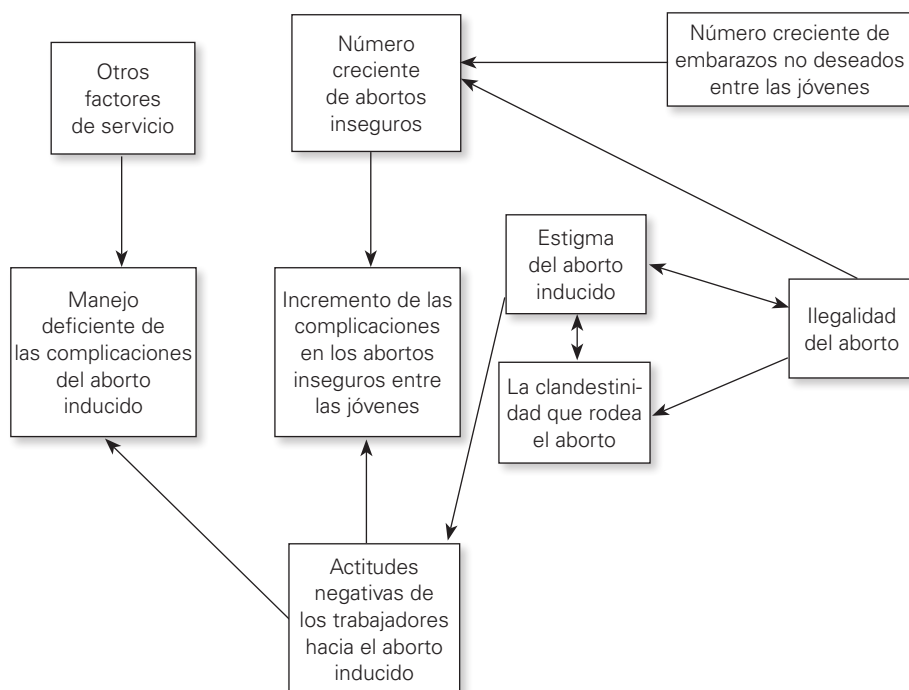 Otros
factores
de servicio
Número
creciente
de abortos
inseguros
Número creciente de
embarazos no deseados
entre las jóvenes
Manejo
deficiente de
las complicaciones
del aborto
inducido
Incremento de las
complicaciones
en los abortos
inseguros entre
las jóvenes
Estigma
del aborto
inducido
La clandestini-
dad que rodea
el aborto
Ilegalidad
del aborto
Actitudes
negativas de
los trabajadores
hacia el aborto
inducido